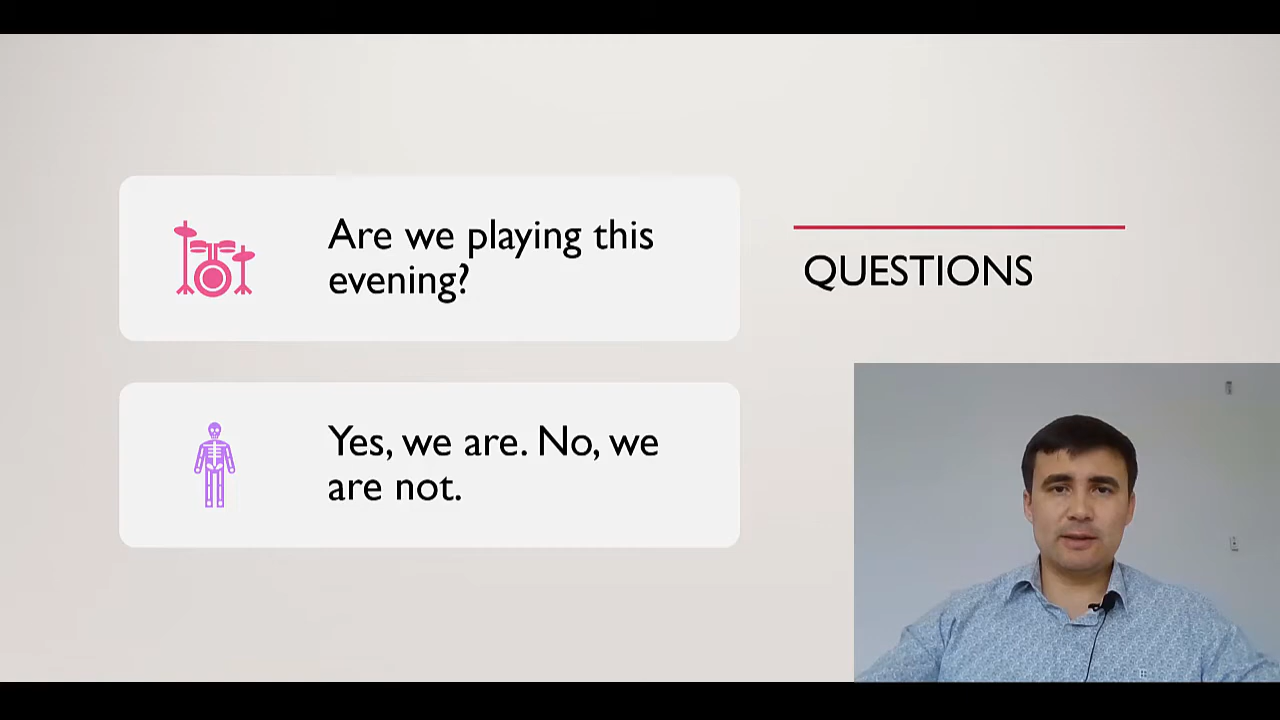 Are we playing this
evening?
QUESTIONS
Yes, we are. No, we
are not.